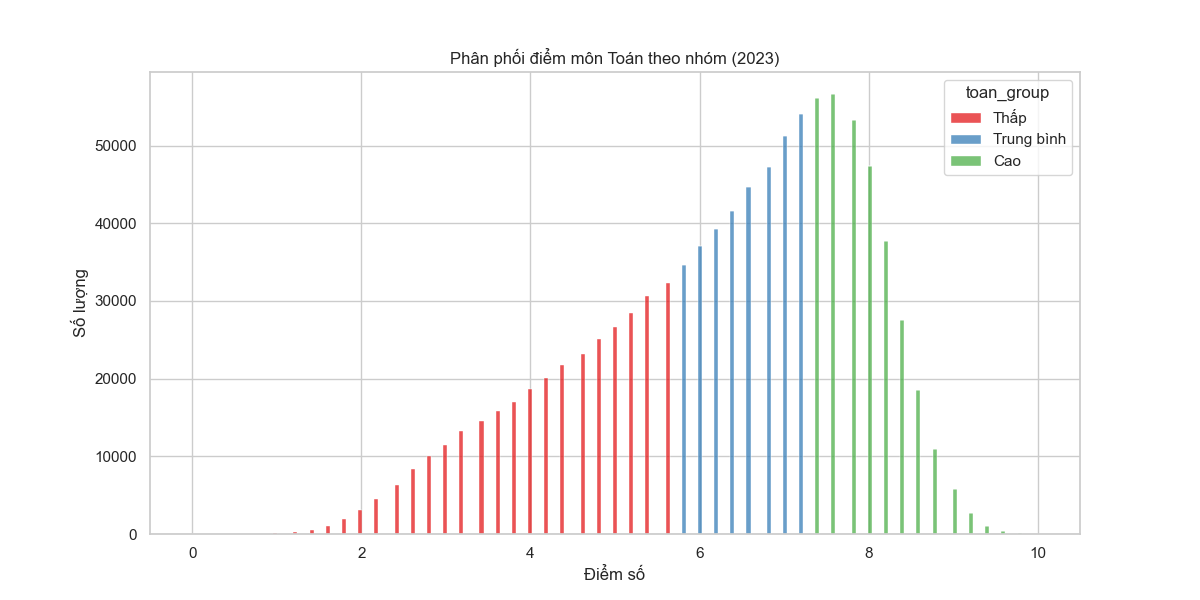 Phân phối điểm môn Toán theo nhóm (2023)
toan_group
Thấp
Trung bình
Cao
Số lượng
50000
40000
30000
20000
10000
0
0 2 4 6 8 10
Điểm số